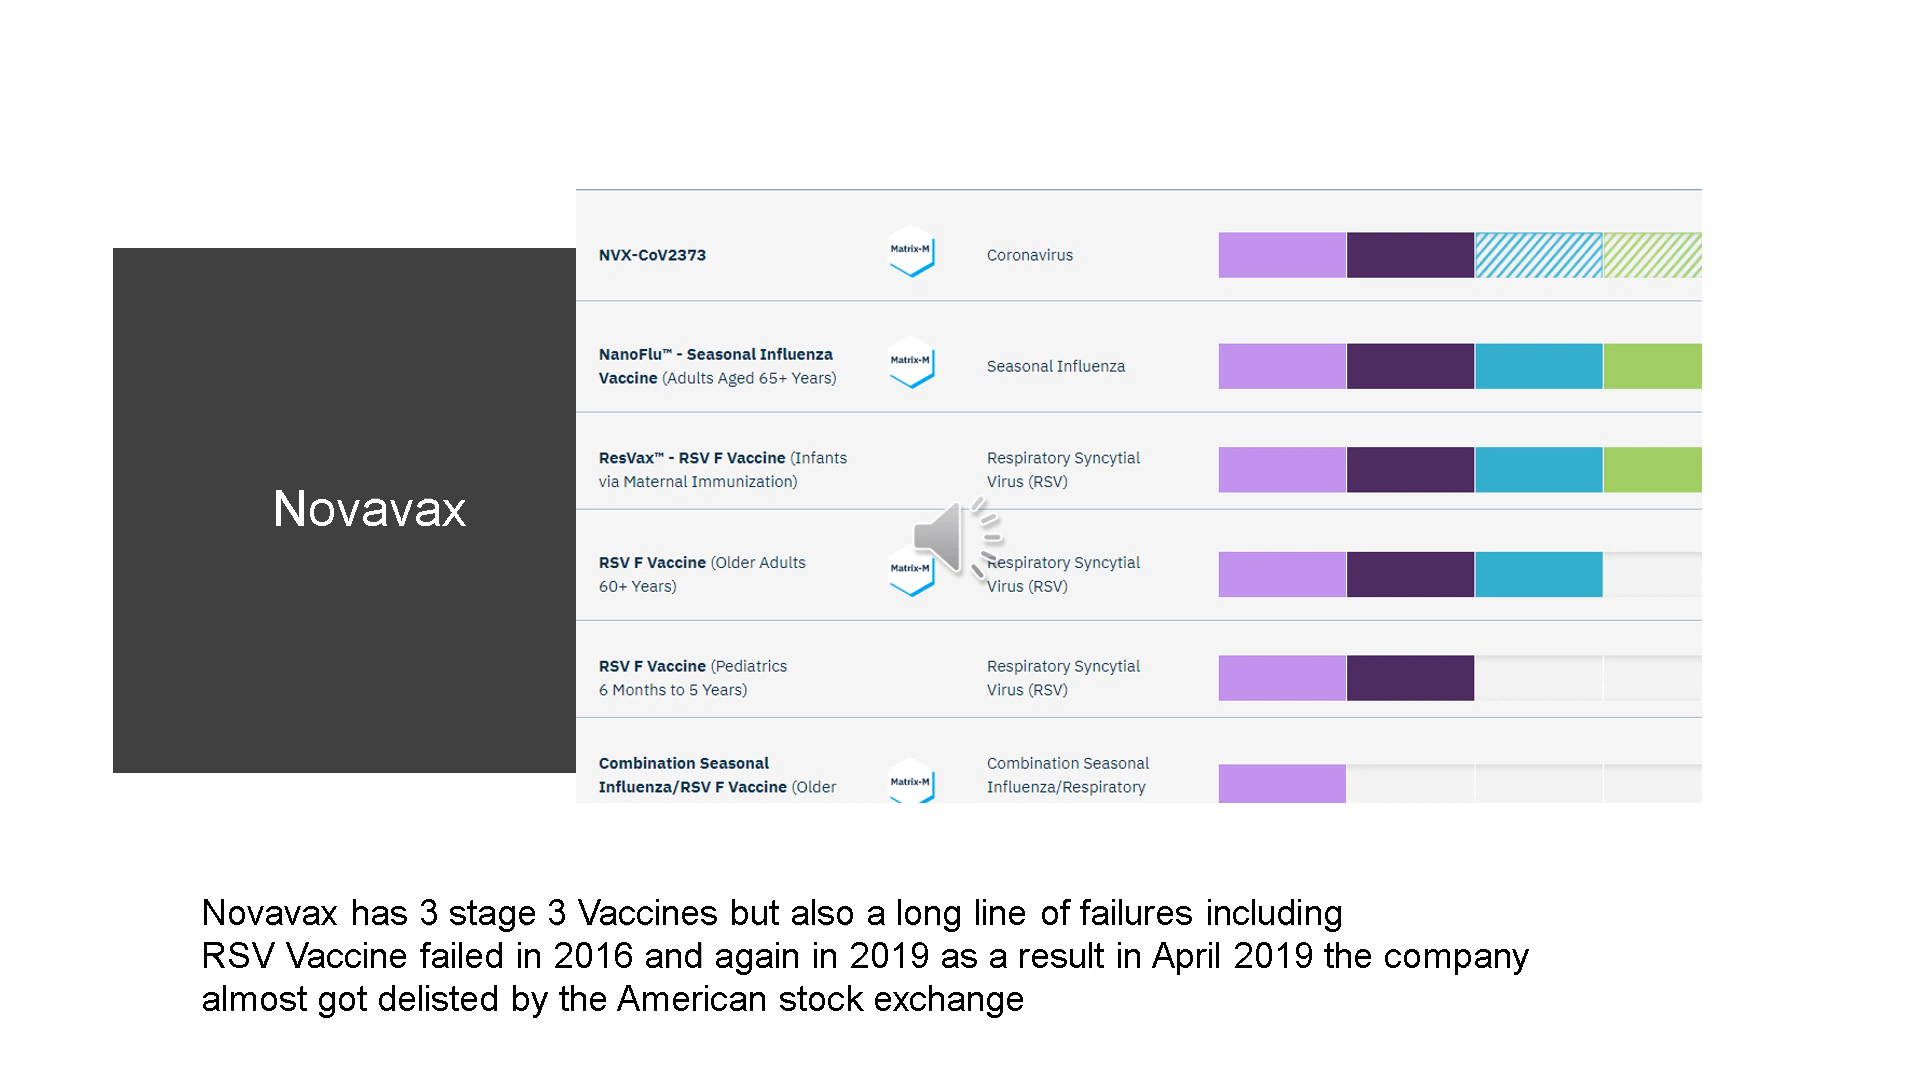 Novavax
NVX-CoV2373
Matrix-M
Coronavirus
NanoFlu™ - Seasonal Influenza
Vaccine (Adults Aged 65+ Years)
Matrix-M
Seasonal Influenza
ResVax™ - RSV F Vaccine (Infants
via Maternal Immunization)
Respiratory Syncytial
Virus (RSV)
RSV F Vaccine (Older Adults
60+ Years)
Matrix-M
Respiratory Syncytial
Virus (RSV)
RSV F Vaccine (Pediatrics
6 Months to 5 Years)
Respiratory Syncytial
Virus (RSV)
Combination Seasonal
Influenza/RSV F Vaccine (Older
Matrix-M
Combination Seasonal
Influenza/Respiratory
Novavax has 3 stage 3 Vaccines but also a long line of failures including
RSV Vaccine failed in 2016 and again in 2019 as a result in April 2019 the company
almost got delisted by the American stock exchange